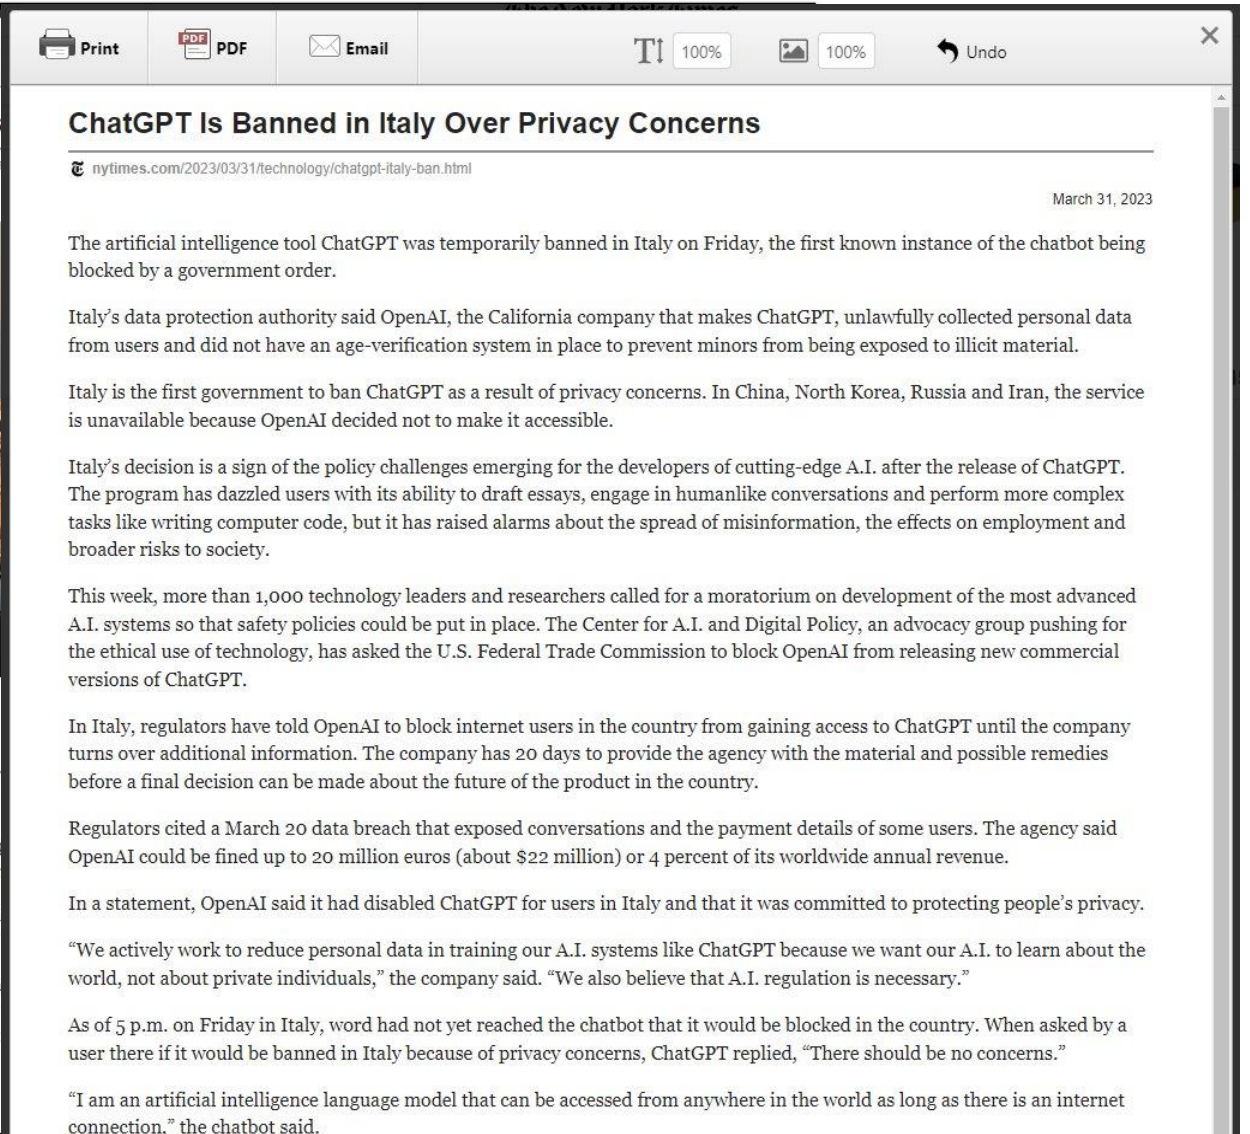 Print
PDF
PDF
Email
100%
100%
Undo
ChatGPT Is Banned in Italy Over Privacy Concerns
nytimes.com/2023/03/31/technology/chatgpt-italy-ban.html
March 31, 2023
The artificial intelligence tool ChatGPT was temporarily banned in Italy on Friday, the first known instance of the chatbot being
blocked by a government order.
Italy’s data protection authority said OpenAI, the California company that makes ChatGPT, unlawfully collected personal data
from users and did not have an age-verification system in place to prevent minors from being exposed to illicit material.
Italy is the first government to ban ChatGPT as a result of privacy concerns. In China, North Korea, Russia and Iran, the service
is unavailable because OpenAI decided not to make it accessible.
Italy’s decision is a sign of the policy challenges emerging for the developers of cutting-edge A.I. after the release of ChatGPT.
The program has dazzled users with its ability to draft essays, engage in humanlike conversations and perform more complex
tasks like writing computer code, but it has raised alarms about the spread of misinformation, the effects on employment and
broader risks to society.
This week, more than 1,000 technology leaders and researchers called for a moratorium on development of the most advanced
A.I. systems so that safety policies could be put in place. The Center for A.I. and Digital Policy, an advocacy group pushing for
the ethical use of technology, has asked the U.S. Federal Trade Commission to block OpenAI from releasing new commercial
versions of ChatGPT.
In Italy, regulators have told OpenAI to block internet users in the country from gaining access to ChatGPT until the company
turns over additional information. The company has 20 days to provide the agency with the material and possible remedies
before a final decision can be made about the future of the product in the country.
Regulators cited a March 20 data breach that exposed conversations and the payment details of some users. The agency said
OpenAI could be fined up to 20 million euros (about $22 million) or 4 percent of its worldwide annual revenue.
In a statement, OpenAI said it had disabled ChatGPT for users in Italy and that it was committed to protecting people’s privacy.
“We actively work to reduce personal data in training our A.I. systems like ChatGPT because we want our A.I. to learn about the
world, not about private individuals,” the company said. “We also believe that A.I. regulation is necessary.”
As of 5 p.m. on Friday in Italy, word had not yet reached the chatbot that it would be blocked in the country. When asked by a
user there if it would be banned in Italy because of privacy concerns, ChatGPT replied, “There should be no concerns.”
“I am an artificial intelligence language model that can be accessed from anywhere in the world as long as there is an internet
connection,” the chatbot said.